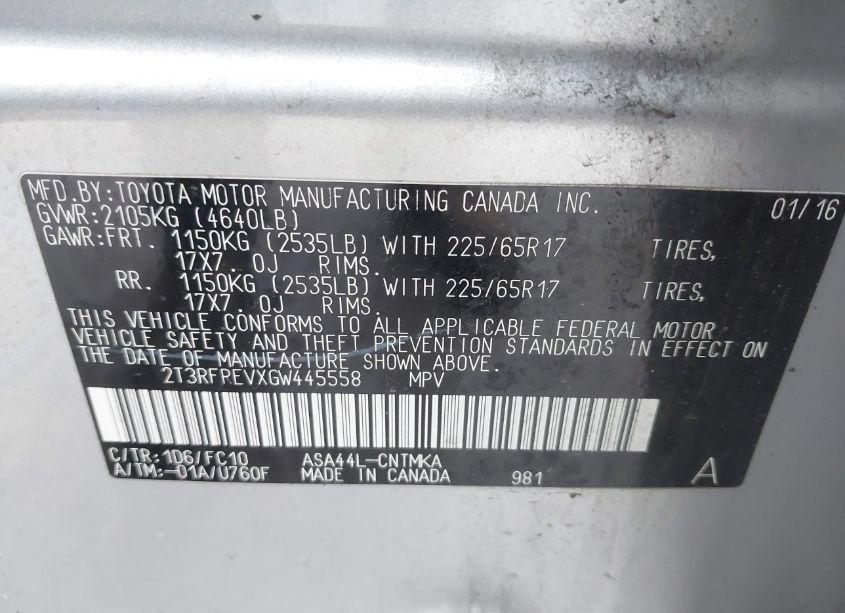 MFD.BY:TOYOTA MOTOR MANUFACTURING CANADA INC. 01/16
GVWR:2105KG (4640LB)
GAWR:FRT. 1150KG (2535LB) WITH 225/65R17 TIRES,
17X7.0J RIMS.
RR. 1150KG (2535LB) WITH 225/65R17 TIRES,
17X7.0J RIMS.
THIS VEHICLE CONFORMS TO ALL APPLICABLE FEDERAL MOTOR
VEHICLE SAFETY AND THEFT PREVENTION STANDARDS IN EFFECT ON
THE DATE OF MANUFACTURE SHOWN ABOVE.
2T3RFREVXGW445558 MPV
C/TR:1D6/FC10 ASA44L-CNTMKA
A/TM:-01A/U760F MADE IN CANADA 981 A